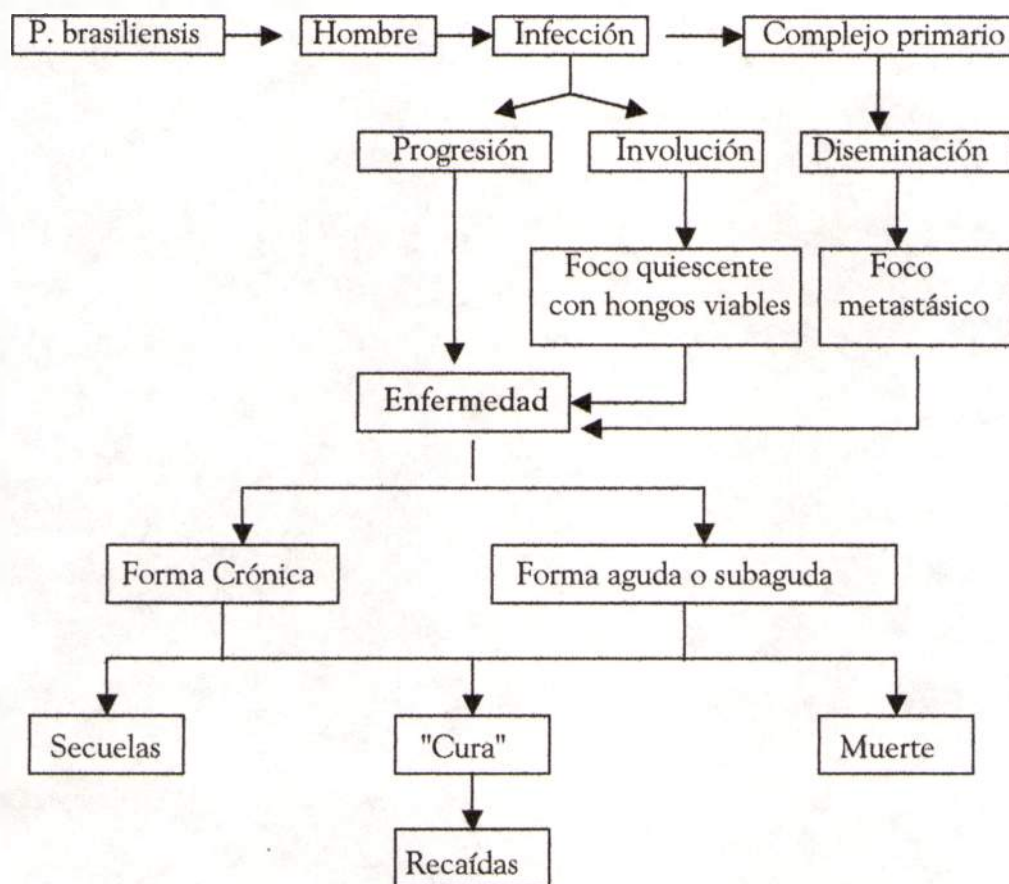 P. brasiliensis
Hombre
Infección
Complejo primario
Progresión
Involución
Diseminación
Foco quiescente
con hongos viables
Foco
metastásico
Enfermedad
Forma Crónica
Forma aguda o subaguda
Secuelas
"Cura"
Muerte
Recaídas